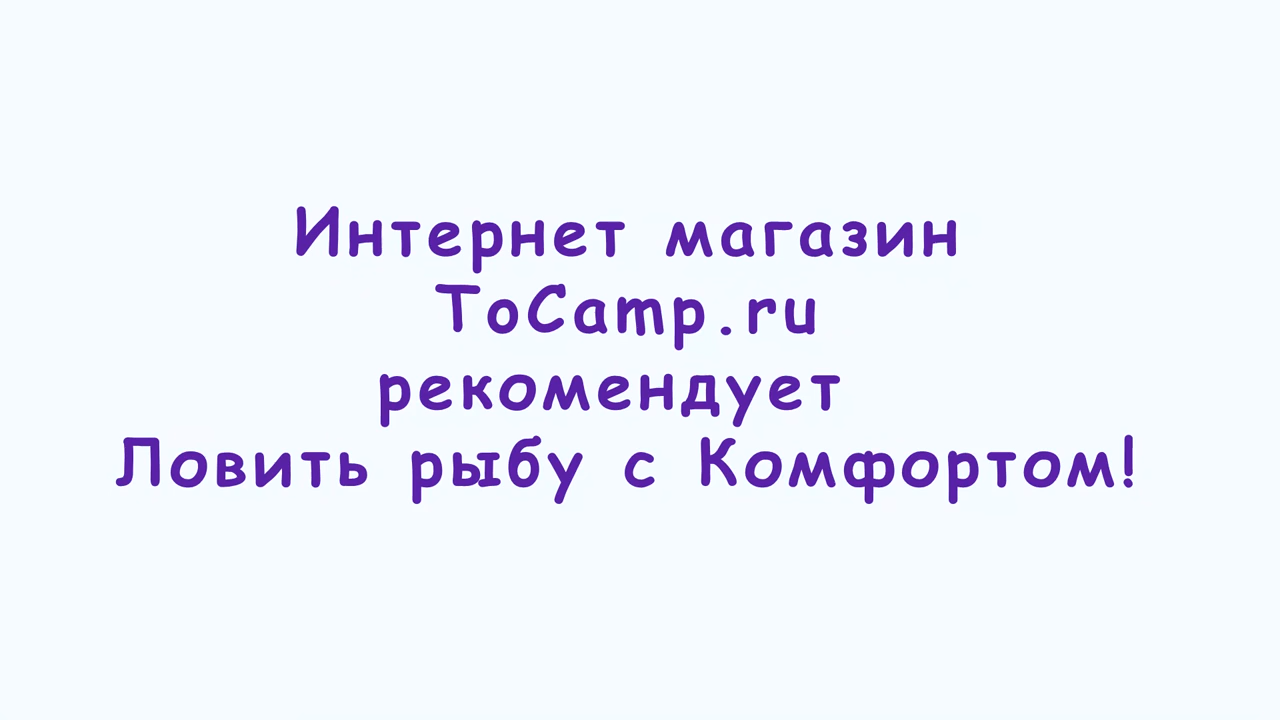 Интернет магазин
ToCamp.ru
рекомендует
Ловить рыбу с Комфортом!